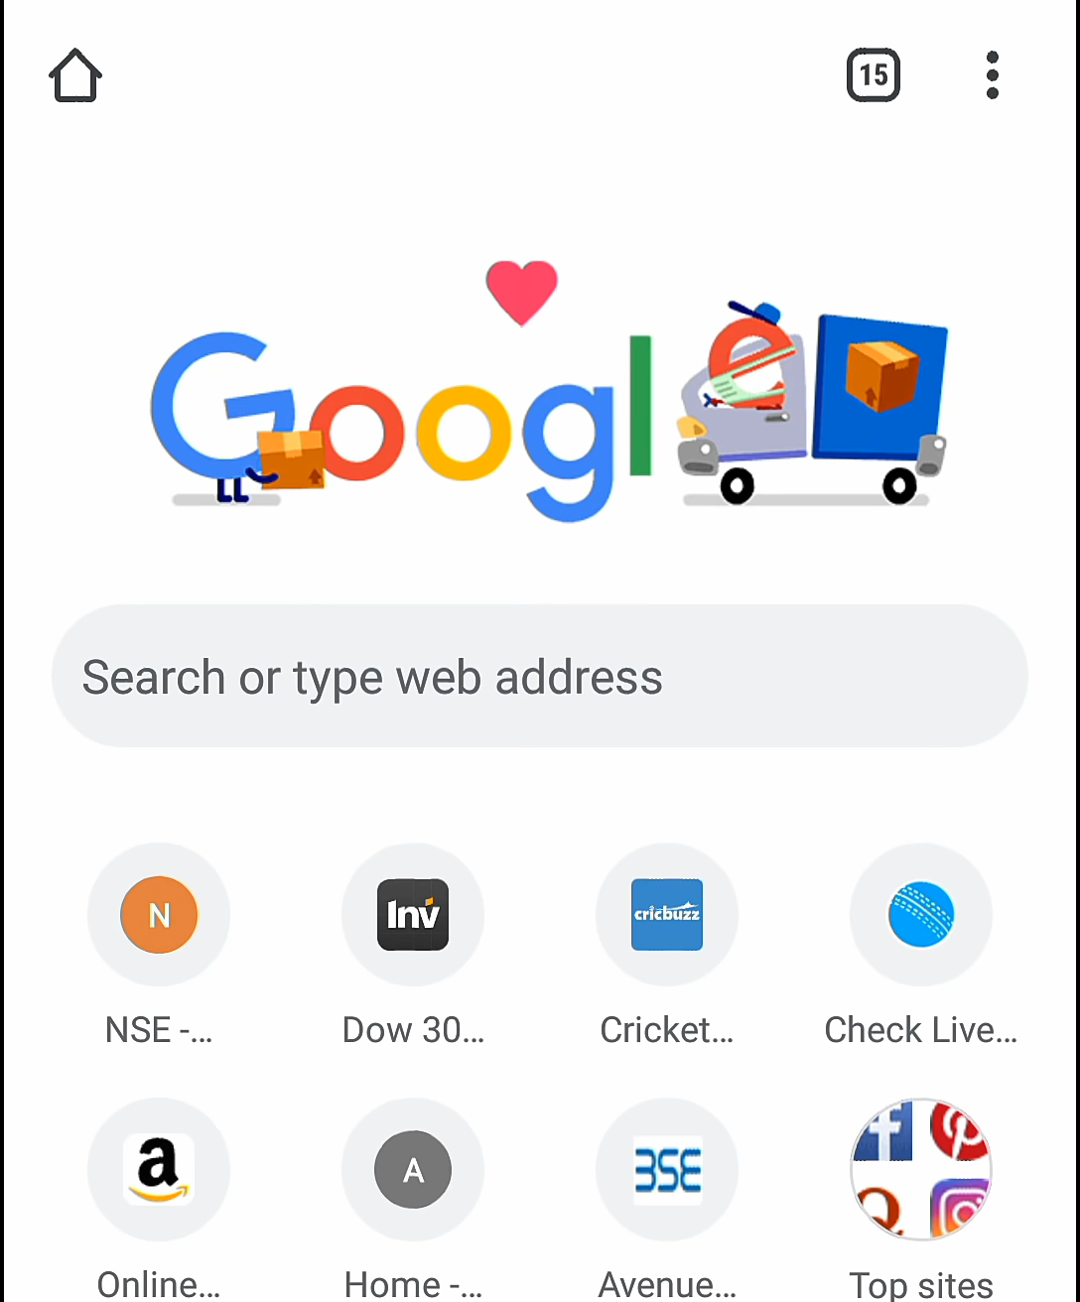 15
Google
Search or type web address
N
Inv
cricbuzz
NSE -...
Dow 30...
Cricket...
Check Live...
a
A
BSE
f
Online...
Home -...
Avenue...
Top sites